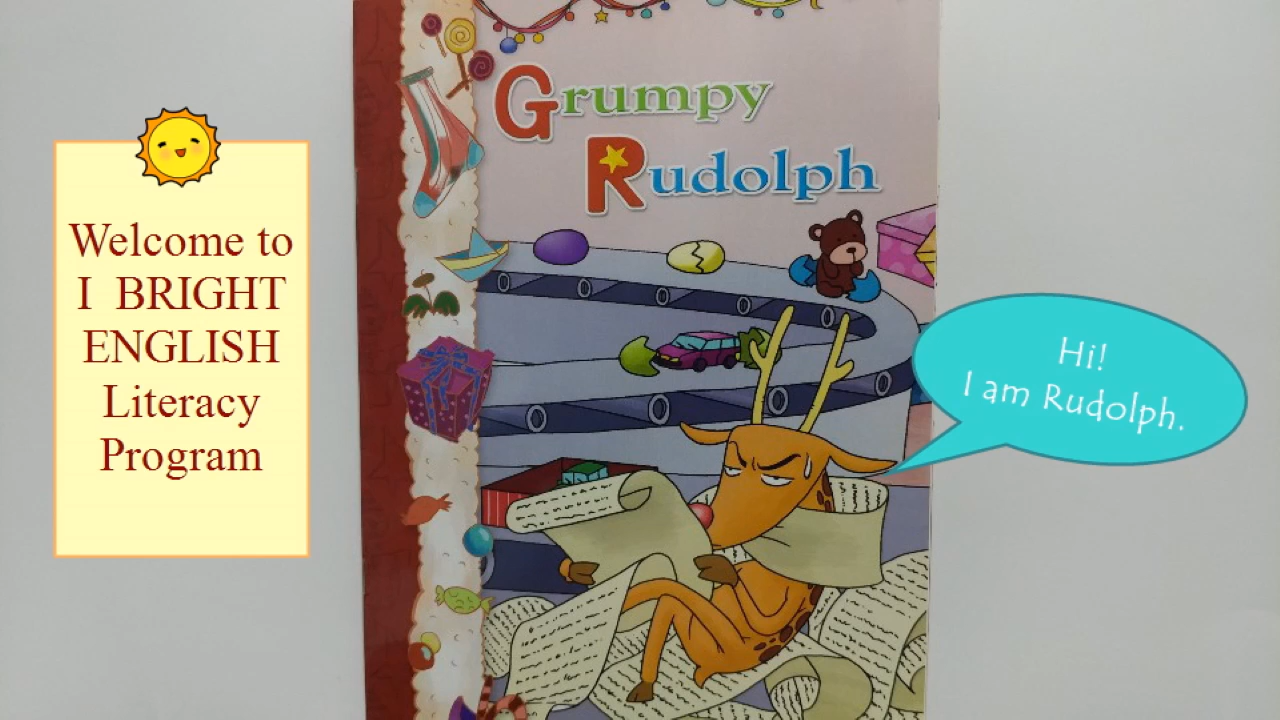 Welcome to
I BRIGHT
ENGLISH
Literacy
Program
Grumpy
Rudolph
Hi!
I am Rudolph.